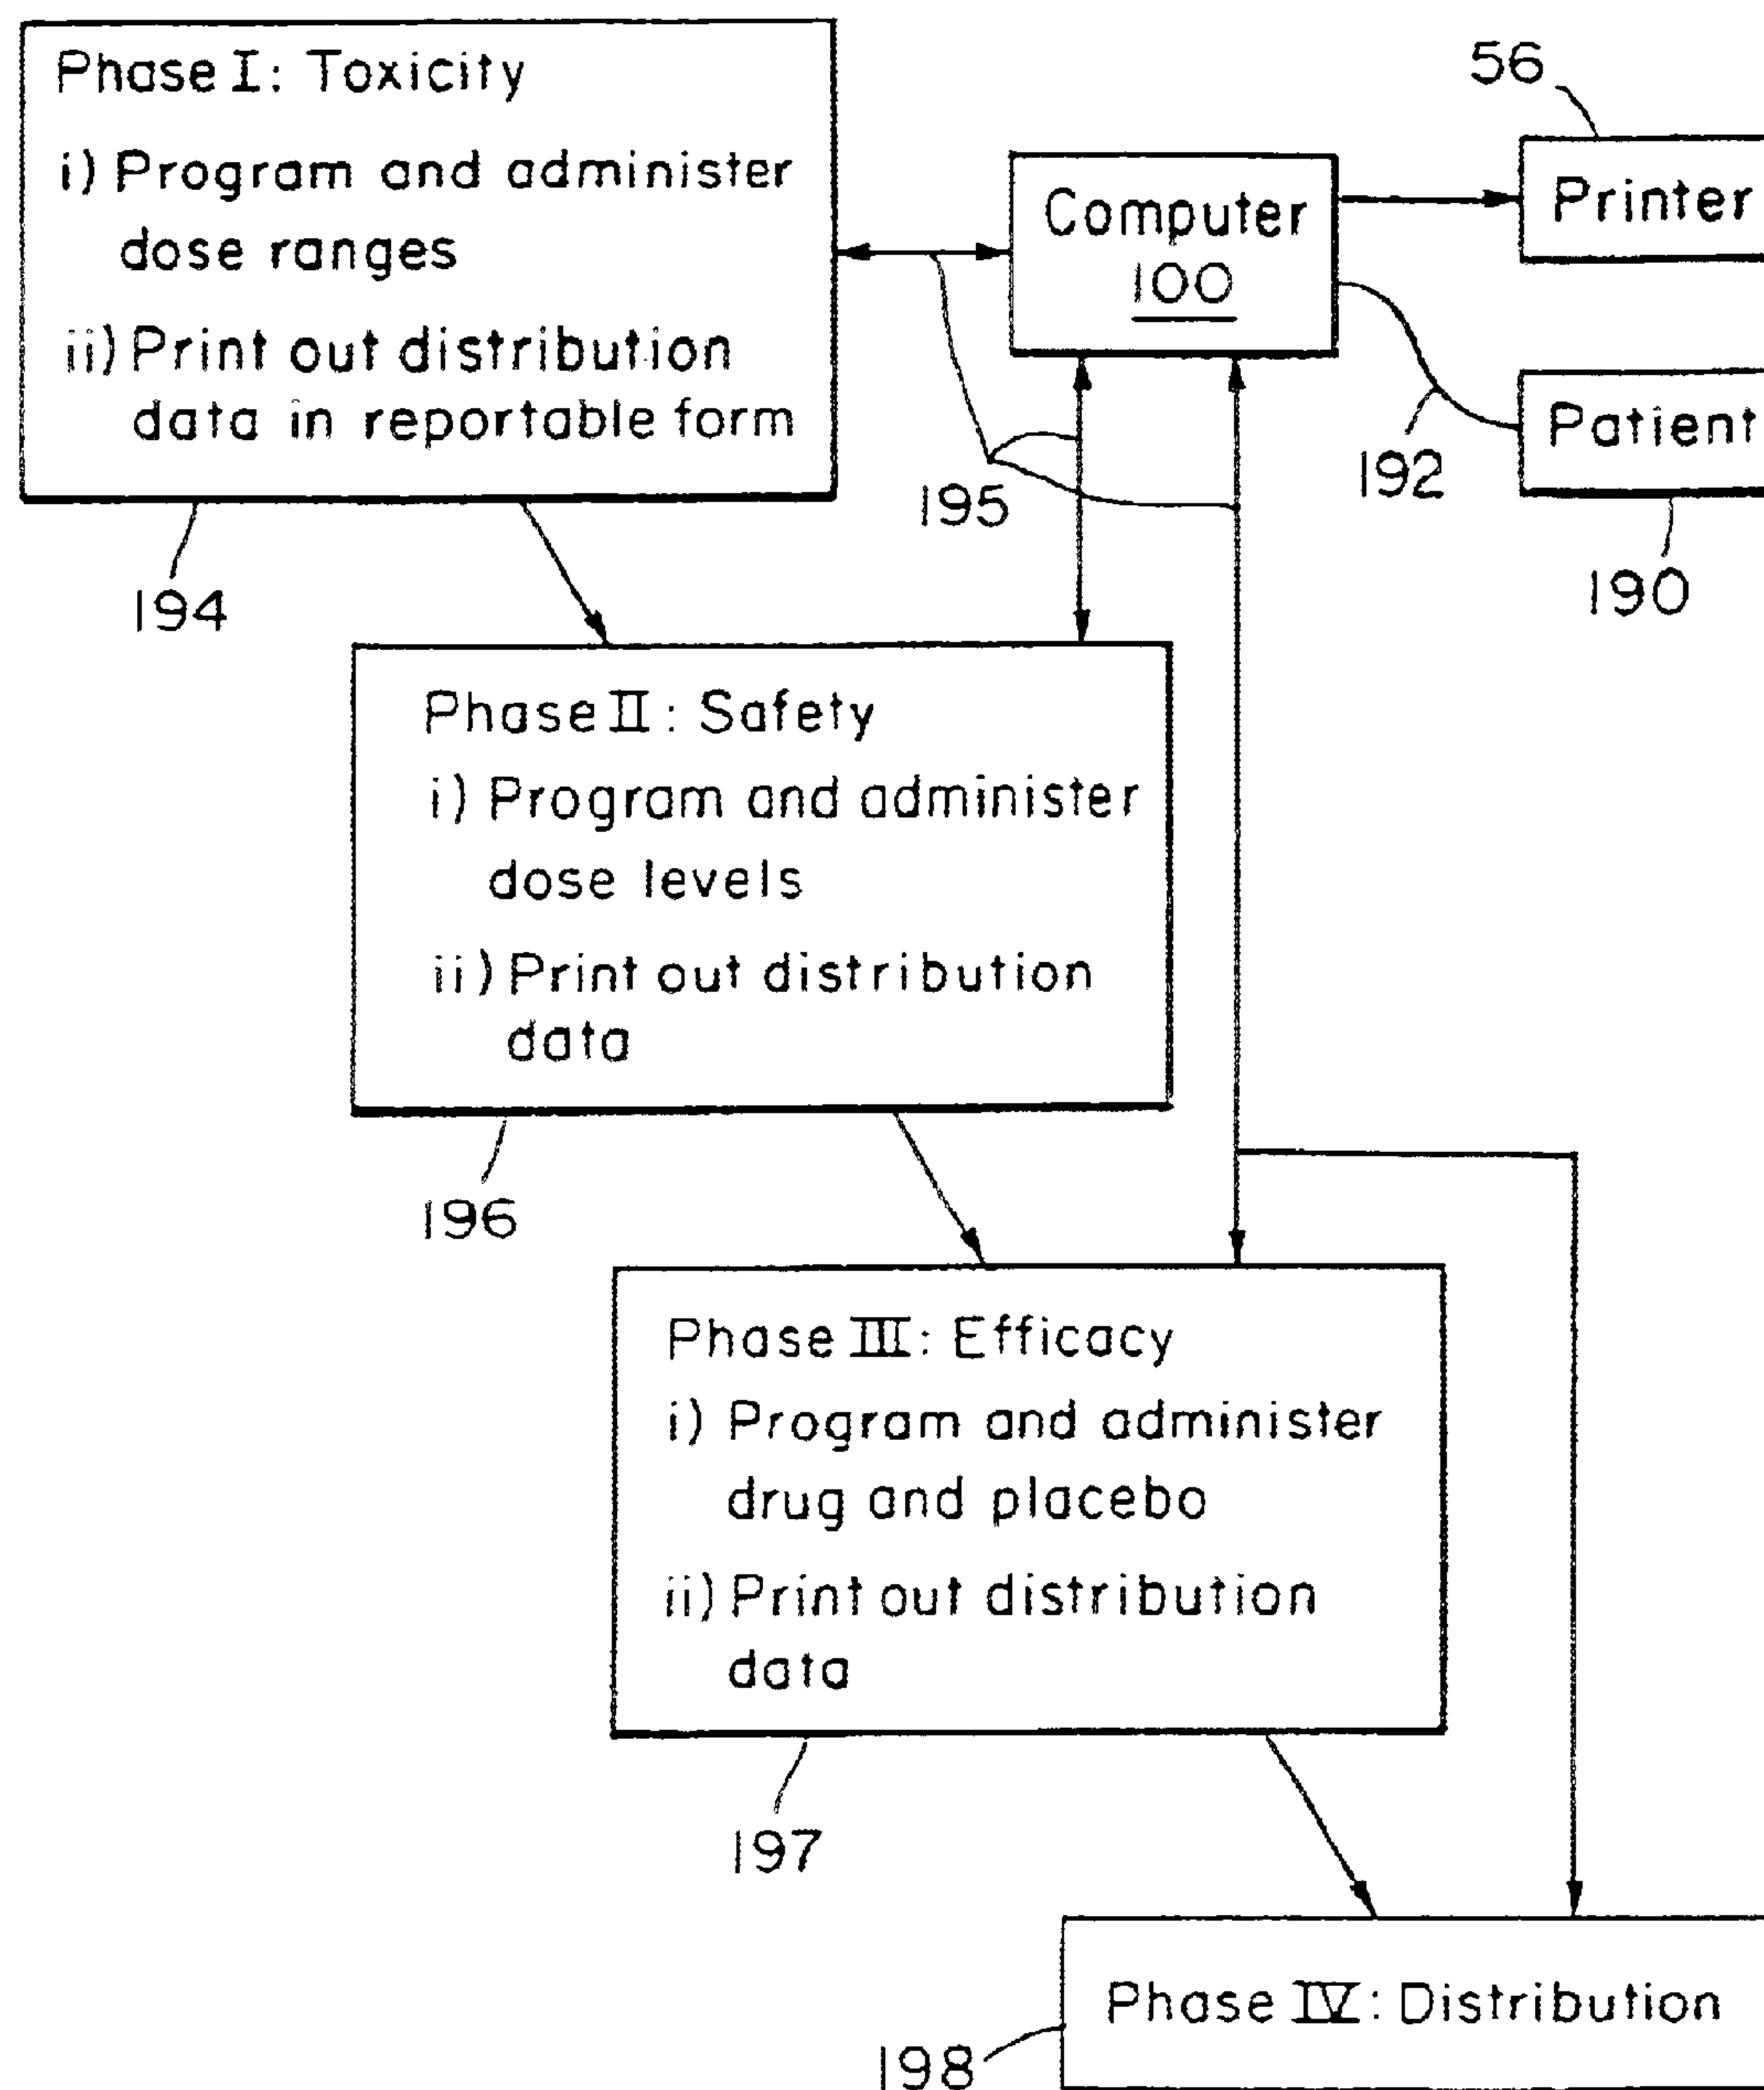 Phase I: Toxicity
i) Program and administer
dose ranges
ii) Print out distribution
data in reportable form
194
Computer
100
195
56
Printer
192
Patient
190
Phase II: Safety
i) Program and administer
dose levels
ii) Print out distribution
data
196
Phase III: Efficacy
i) Program and administer
drug and placebo
ii) Print out distribution
data
197
Phase IV: Distribution
198